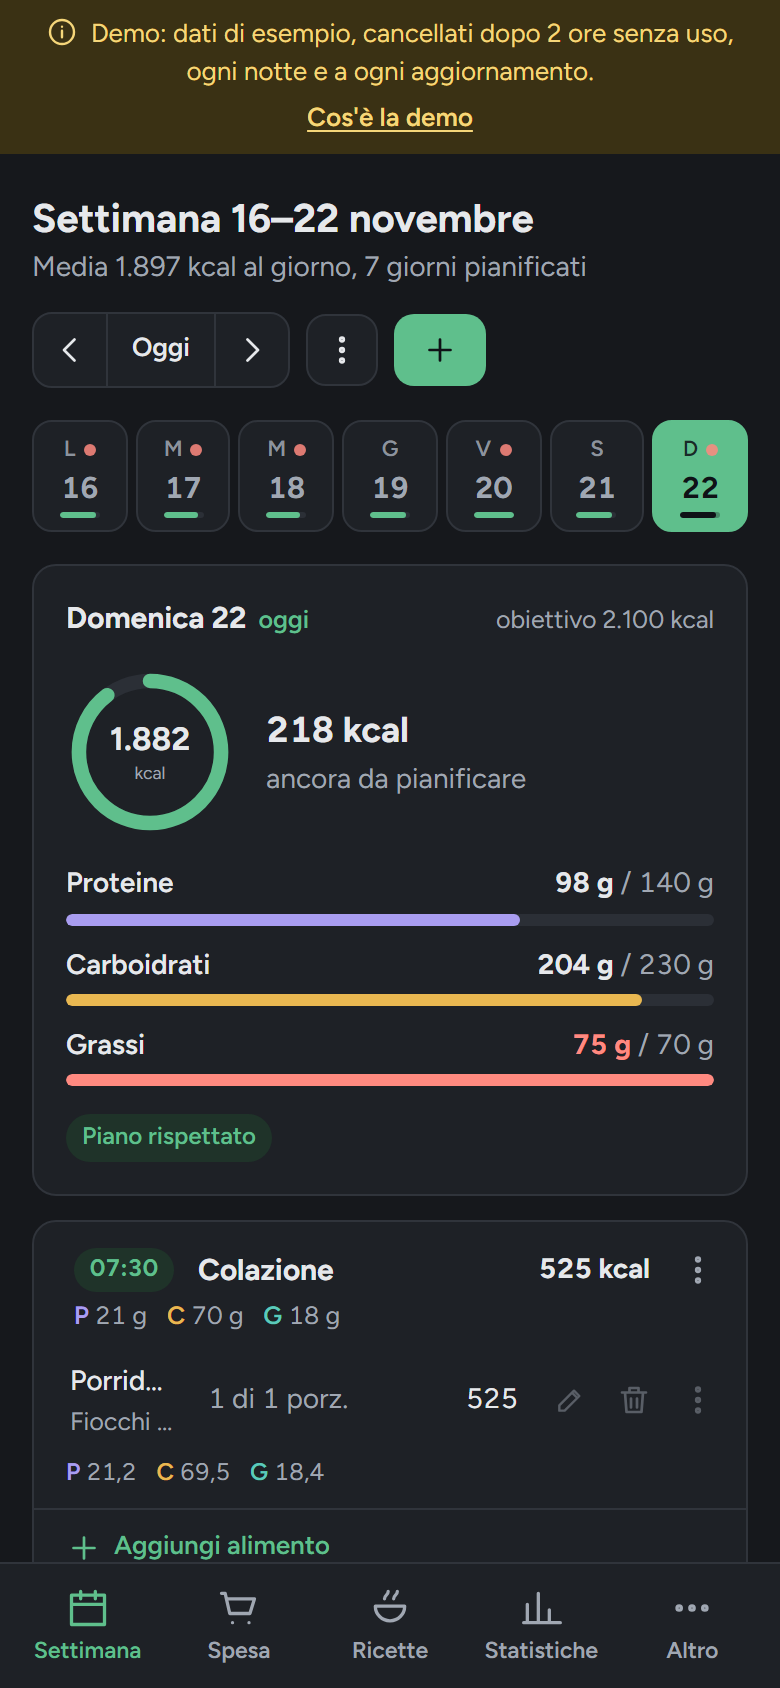 Demo: dati di esempio, cancellati dopo 2 ore senza uso,
ogni notte e a ogni aggiornamento.
Cos'è la demo
Settimana 16–22 novembre
Media 1.897 kcal al giorno, 7 giorni pianificati
Oggi
L M M G V S D
16 17 18 19 20 21 22
Domenica 22 oggi obiettivo 2.100 kcal
1.882
kcal
218 kcal
ancora da pianificare
Proteine 98 g / 140 g
Carboidrati 204 g / 230 g
Grassi 75 g / 70 g
Piano rispettato
07:30 Colazione 525 kcal
P 21 g C 70 g G 18 g
Porrid...
Fiocchi ...
1 di 1 porz. 525
P 21,2 C 69,5 G 18,4
Aggiungi alimento
Settimana Spesa Ricette Statistiche Altro